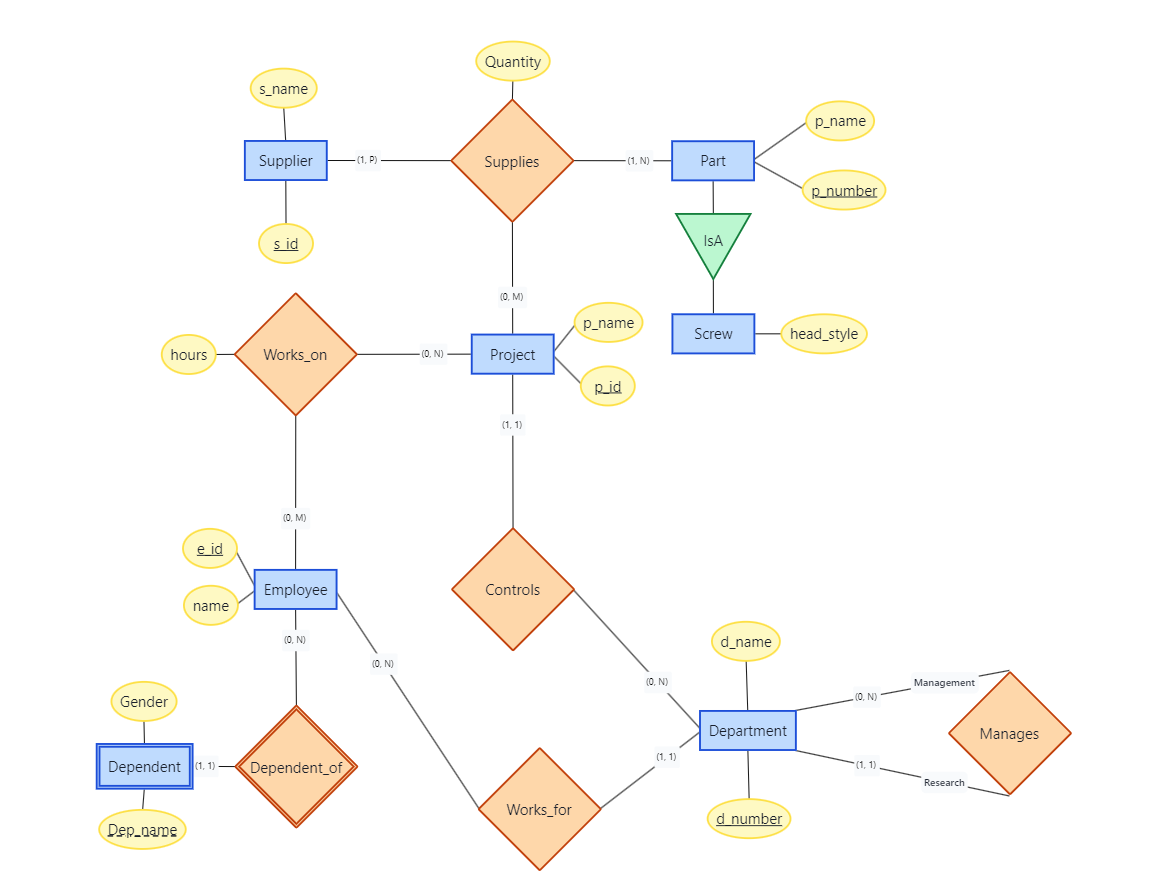 Quantity
s_name
p_name
Supplier
(1, P)
Supplies
(1, N)
Part
p_number
s_id
IsA
(0, M)
p_name
hours
Works_on
(0, N)
Project
Screw
head_style
p_id
(1, 1)
(0, M)
e_id
Employee
Controls
name
(0, N)
(0, N)
(0, N)
d_name
Management
(0, N)
Gender
Department
Manages
(1, 1)
Dependent
(1, 1)
Dependent_of
(1, 1)
Research
Works_for
d_number
Dep_name